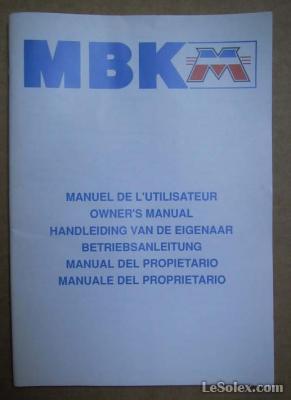 MBK
MANUEL DE L'UTILISATEUR
OWNER'S MANUAL
HANDLEIDING VAN DE EIGENAAR
BETRIEBSANLEITUNG
MANUAL DEL PROPIETARIO
MANUALE DEL PROPRIETARIO
LeSolex.com